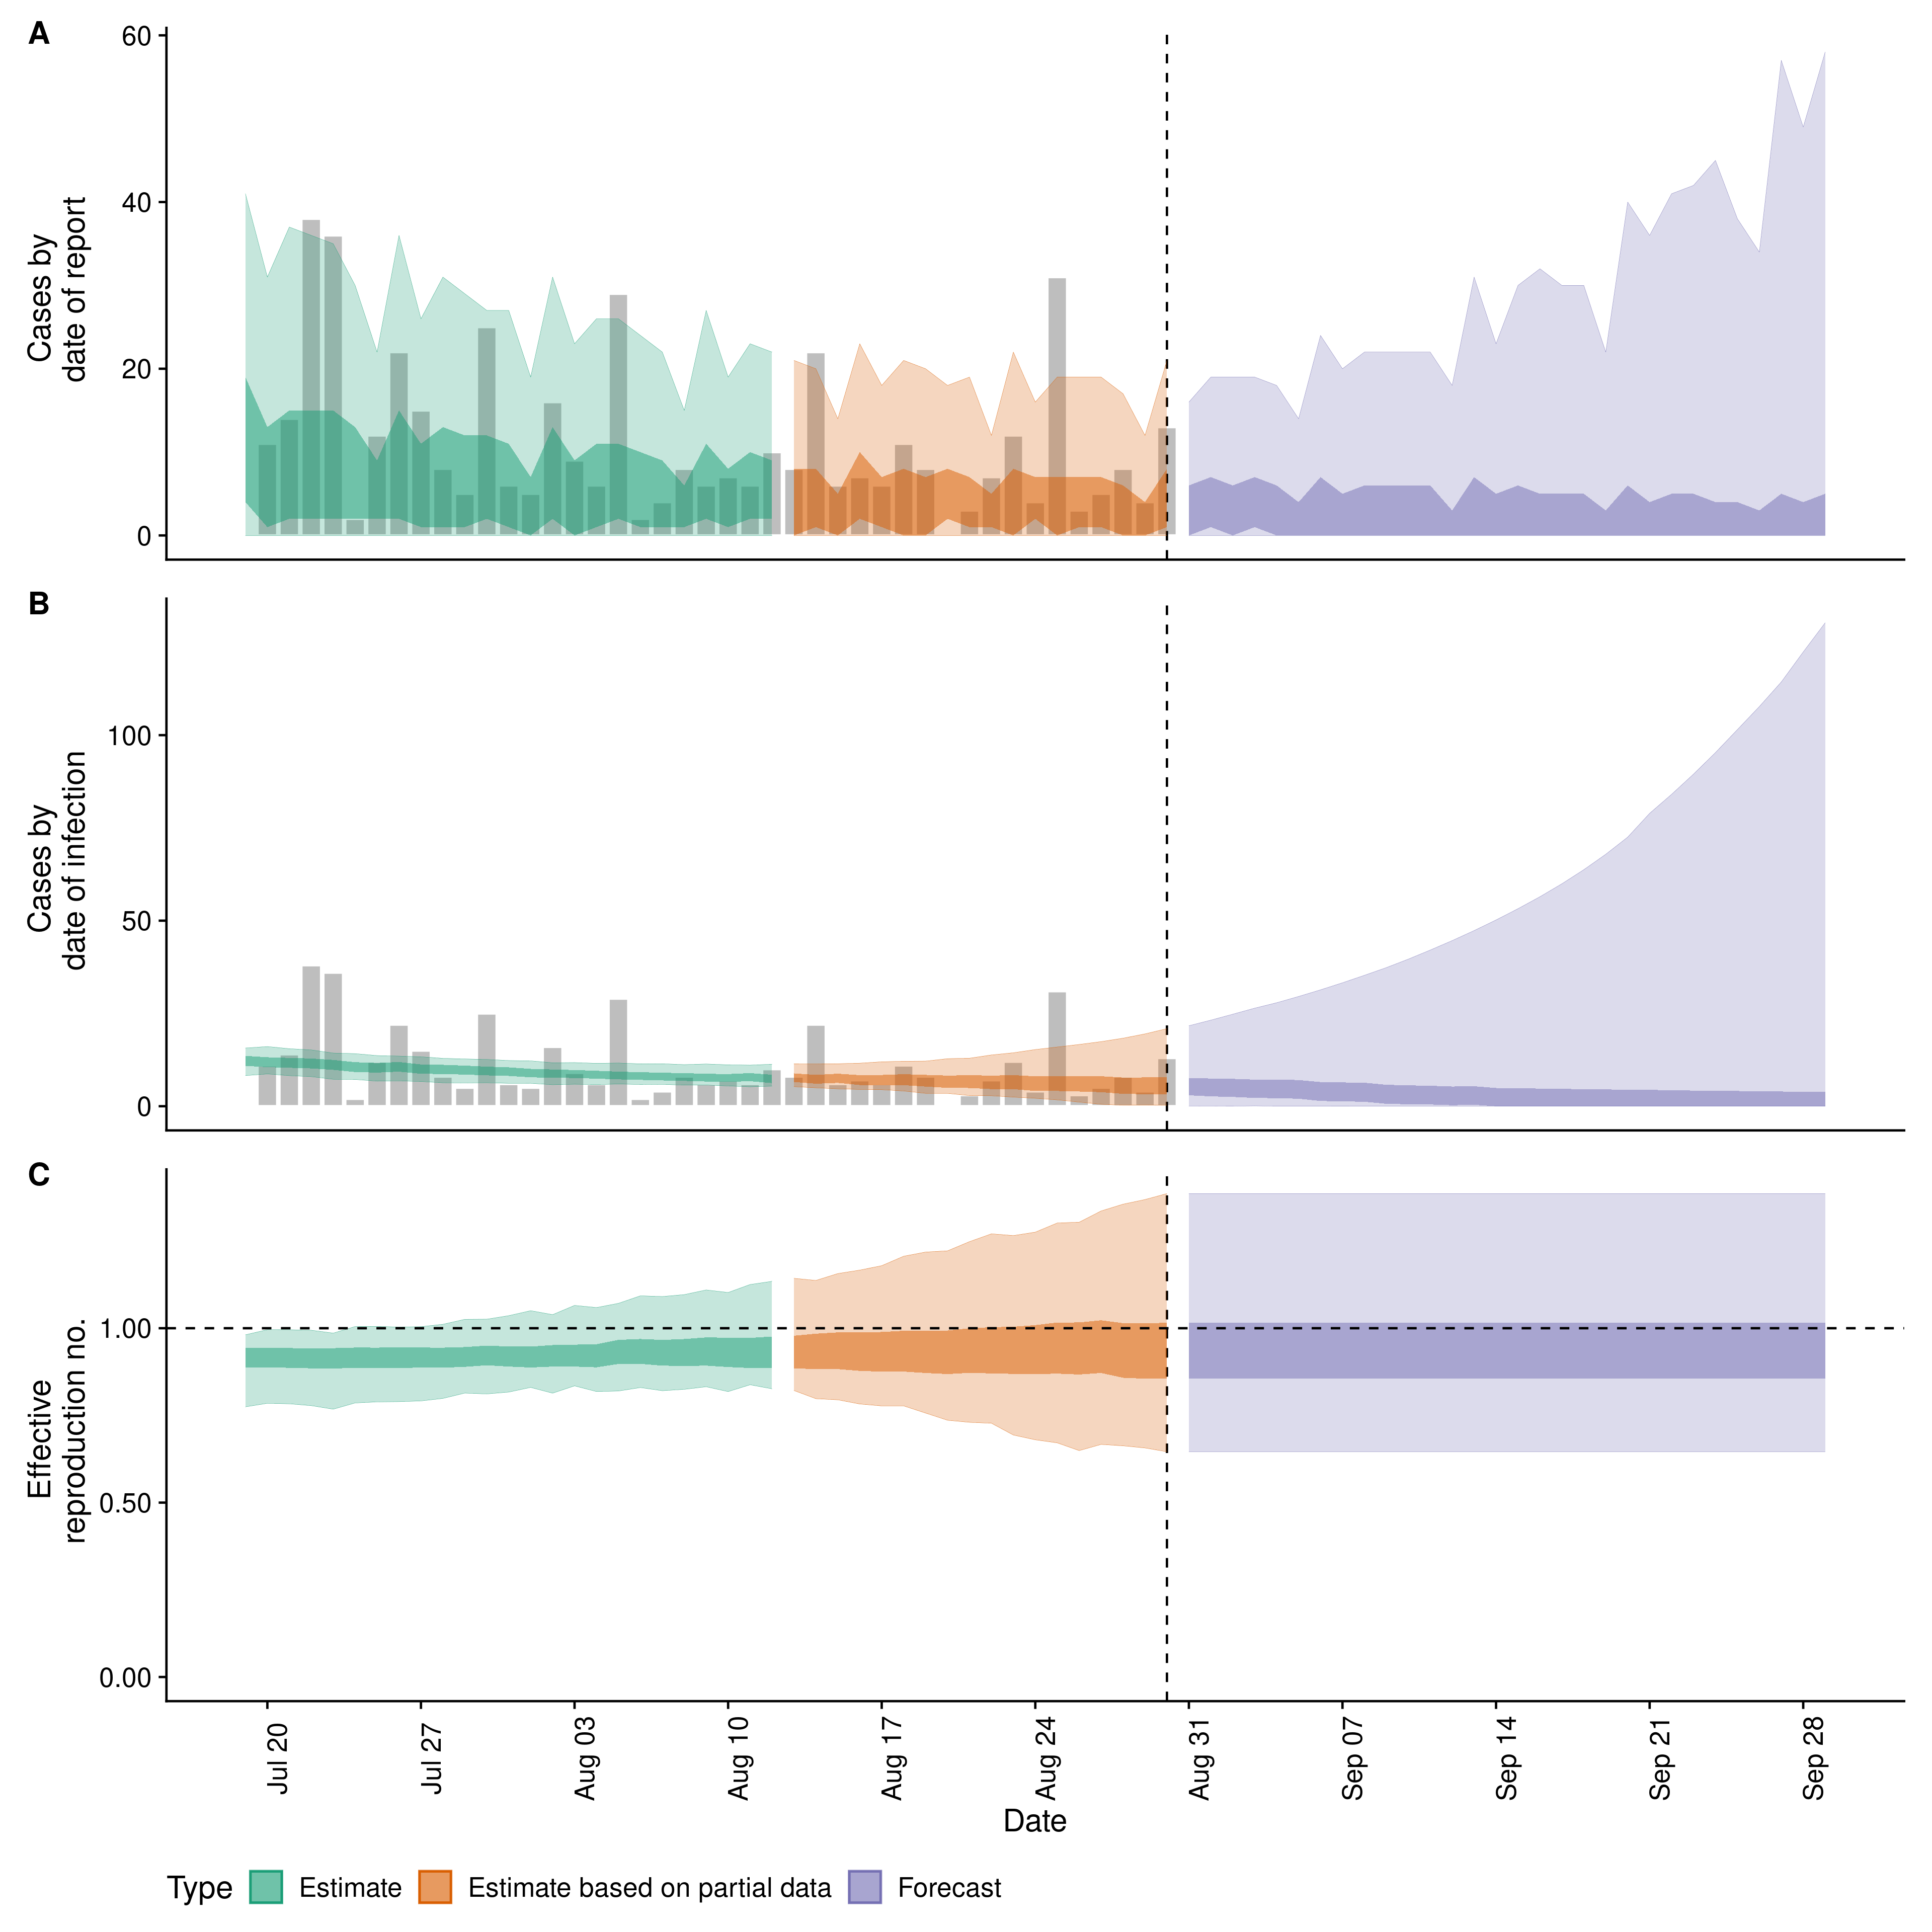 A
Cases by
date of report
60
40
20
0
B
Cases by
date of infection
100
50
0
C
Effective
reproduction no.
1.00
0.50
0.00
Jul 20
Jul 27
Aug 03
Aug 10
Aug 17
Aug 24
Aug 31
Sep 07
Sep 14
Sep 21
Sep 28
Date
Type Estimate Estimate based on partial data Forecast